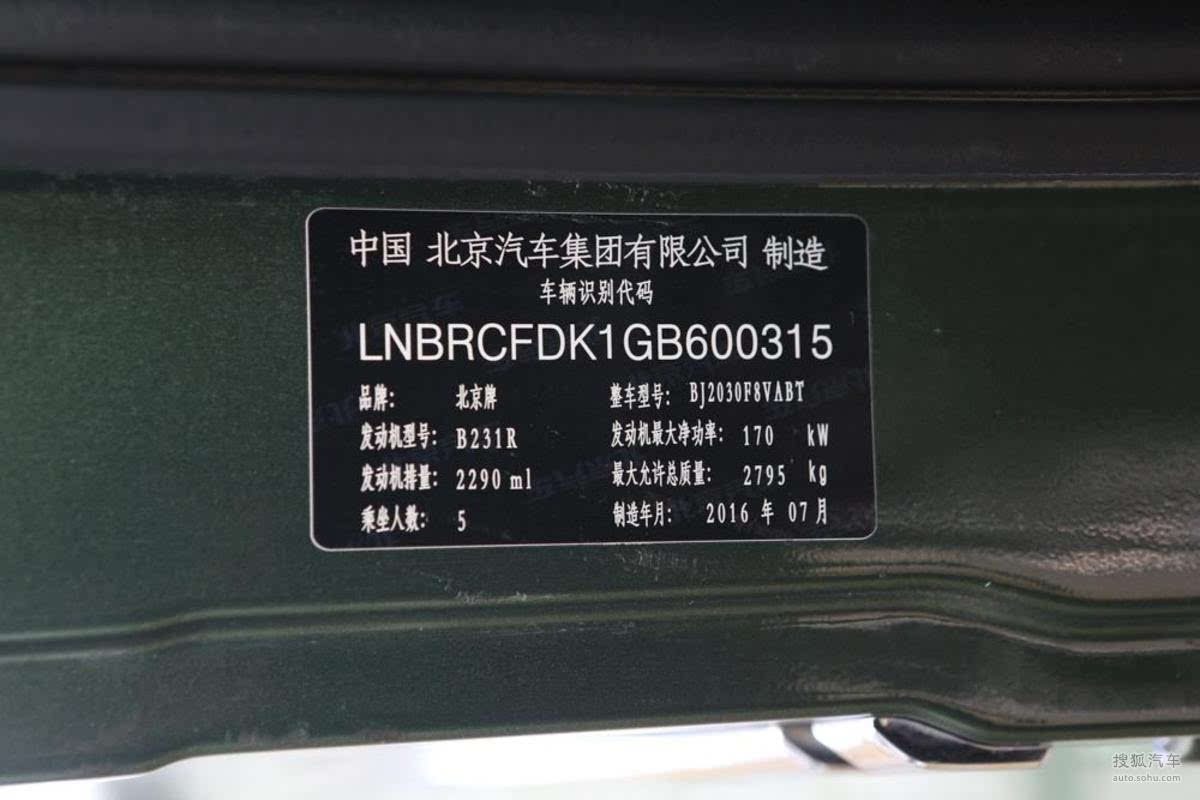 中国 北京汽车集团有限公司 制造
车辆识别代码
LNBRCFDK1GB600315
品牌： 北京牌 整车型号： BJ2030F8VABT
发动机型号： B231R 发动机最大净功率： 170 kW
发动机排量： 2290 ml 最大允许总质量： 2795 kg
乘坐人数： 5 制造年月： 2016 年 07 月
搜狐汽车
auto.sohu.com